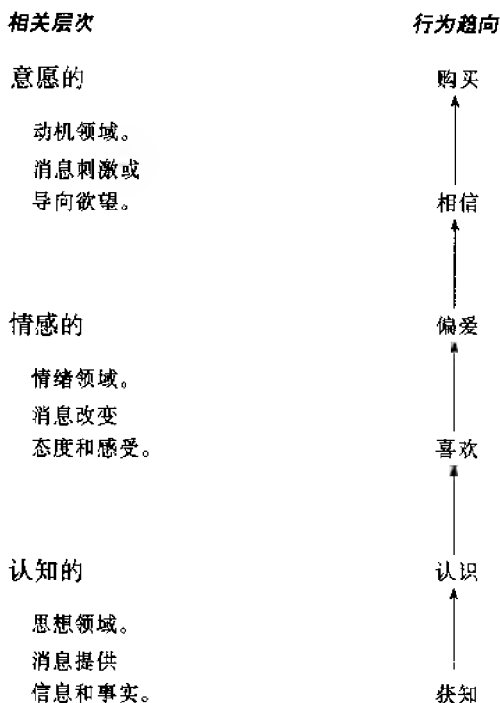 相关层次 行为趋向
意愿的 购买
动机领域。
消息刺激或
导向欲望。 相信
情感的 偏爱
情绪领域。
消息改变
态度和感受。 喜欢
认知的 认识
思想领域。
消息提供
信息和事实。 获知